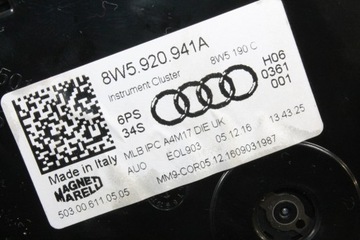 8W5.920.941A
Instrument Cluster
8W5 190 C
6PS
34S
H06
0361
001
MLB IPC A4M17 DIE UK
AUO EOL903 05.12.16 13.43.25
MM9-COR05.12.1609031987
Made in Italy
MAGNETI
MARELLI
503.00.611.05.05